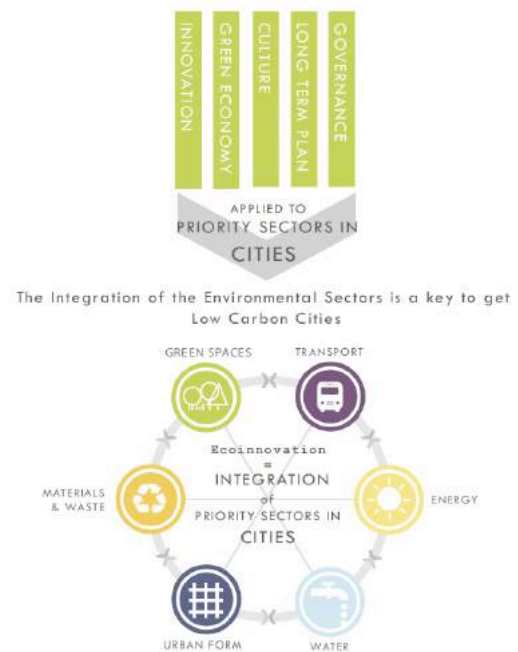 INNOVATION
GREEN ECONOMY
CULTURE
LONG TERM PLAN
GOVERNANCE
APPLIED TO
PRIORITY SECTORS IN
CITIES
The Integration of the Environmental Sectors is a key to get
Low Carbon Cities
GREEN SPACES
TRANSPORT
Ecoinnovation
=
INTEGRATION
of
PRIORITY SECTORS IN
CITIES
MATERIALS
& WASTE
ENERGY
URBAN FORM
WATER